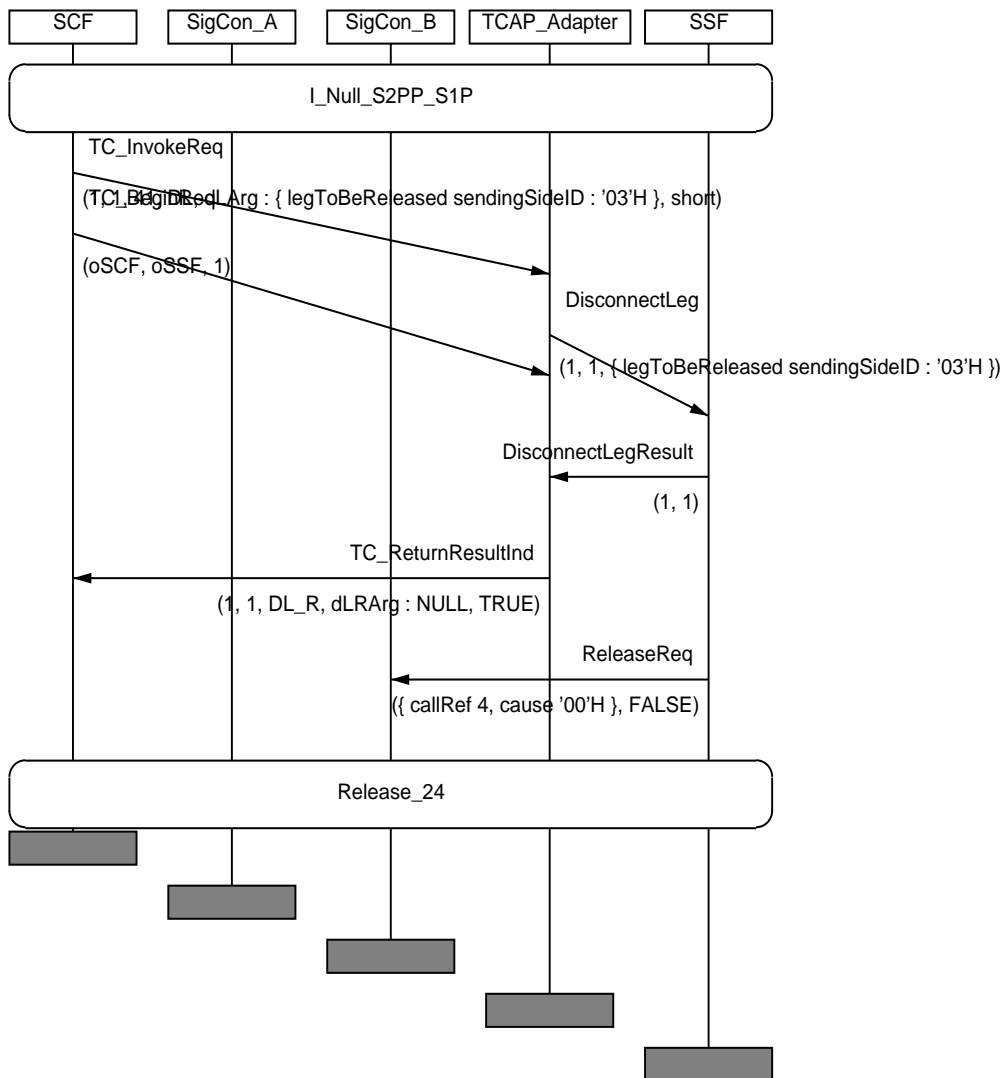 SCF SigCon_A SigCon_B TCAP_Adapter SSF
I_Null_S2PP_S1P
TC_InvokeReq
TC_BeginReq
: { legToBeReleased sendingSideID : '03'H }, short)
(oSCF, oSSF, 1)
DisconnectLeg
(1, 1, { legToBeReleased sendingSideID : '03'H })
DisconnectLegResult
(1, 1)
TC_ReturnResultInd
(1, 1, DL_R, dLRArg : NULL, TRUE)
ReleaseReq
({ callRef 4, cause '00'H }, FALSE)
Release_24